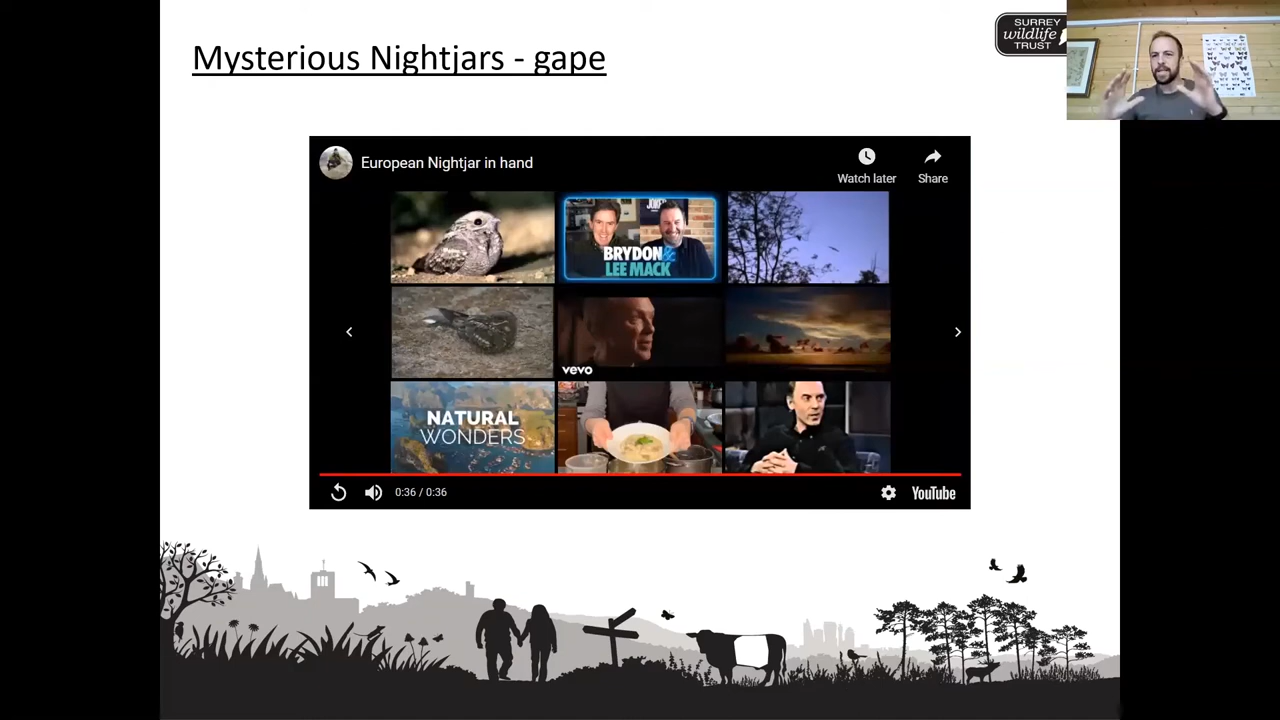 Mysterious Nightjars - gape
SURREY
wildlife
TRUST
European Nightjar in hand
Watch later
Share
BRYDON&
LEE MACK
vevo
NATURAL
WONDERS
0:36 / 0:36
YouTube